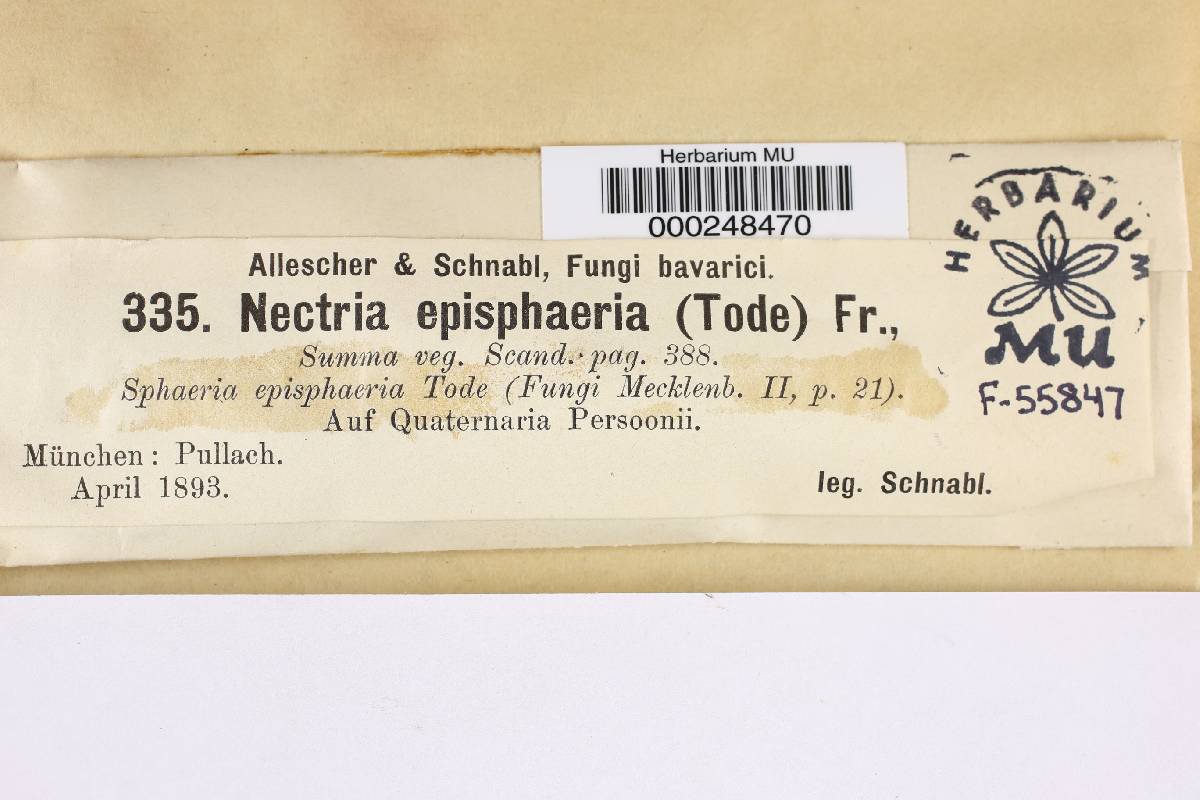 Herbarium MU
000248470
HERBARIUM
MU
F-55847
Allescher & Schnabl, Fungi bavarici.
335. Nectria episphaeria (Tode) Fr.,
Summa veg. Scand. pag. 388.
Sphaeria episphaeria Tode (Fungi Mecklenb. II, p. 21).
Auf Quaternaria Persoonii.
München: Pullach.
April 1893.
leg. Schnabl.